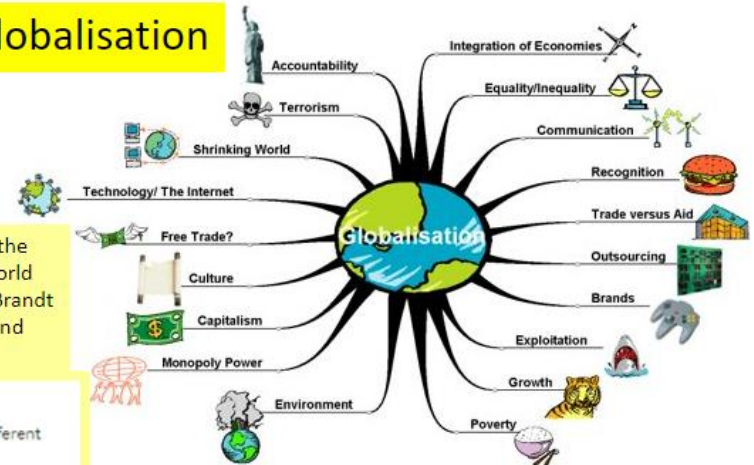 lobalisation
Accountability
Terrorism
Shrinking World
Technology/ The Internet
Free Trade?
Culture
Capitalism
Monopoly Power
Environment
Globalisation
Integration of Economies
Equality/Inequality
Communication
Recognition
Trade versus Aid
Outsourcing
Brands
Exploitation
Growth
Poverty
the
orld
Brandt
nd
ferent